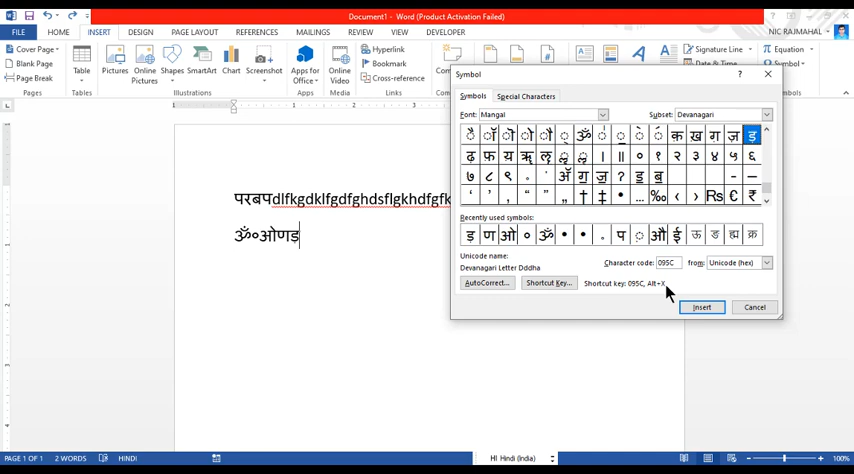 Document1 - Word (Product Activation Failed)
FILE HOME INSERT DESIGN PAGE LAYOUT REFERENCES MAILINGS REVIEW VIEW DEVELOPER NIC RAJMAHAL
Cover Page
Blank Page
Page Break
Pages
Table
Tables
Pictures Online Pictures Shapes SmartArt Chart Screenshot
Illustrations
Apps for Office
Apps
Online Video
Media
Hyperlink
Bookmark
Cross-reference
Links
Signature Line
Date & Time
Equation
Symbol
Symbol
Symbols Special Characters
Font: Mangal Subset: Devanagari
क़ ख़ ग़ ज़ ड़
ढ़ फ़ य़ ॠ ० १ २ ३ ४ ५ ६
७ ८ ९
‰ ‹ › € ₹
Recently used symbols:
ड़ ण ओ ० ॐ • • प औ ई ऊ
Unicode name:
Devanagari Letter Dddha
Character code: 095C from: Unicode (hex)
AutoCorrect... Shortcut Key... Shortcut key: 095C, Alt+X
Insert Cancel
परबपdlfkgdklfgdfghdsflgkhdfgfk
ॐ०ओणड़
PAGE 1 OF 1 2 WORDS HINDI HI Hindi (India) 100%